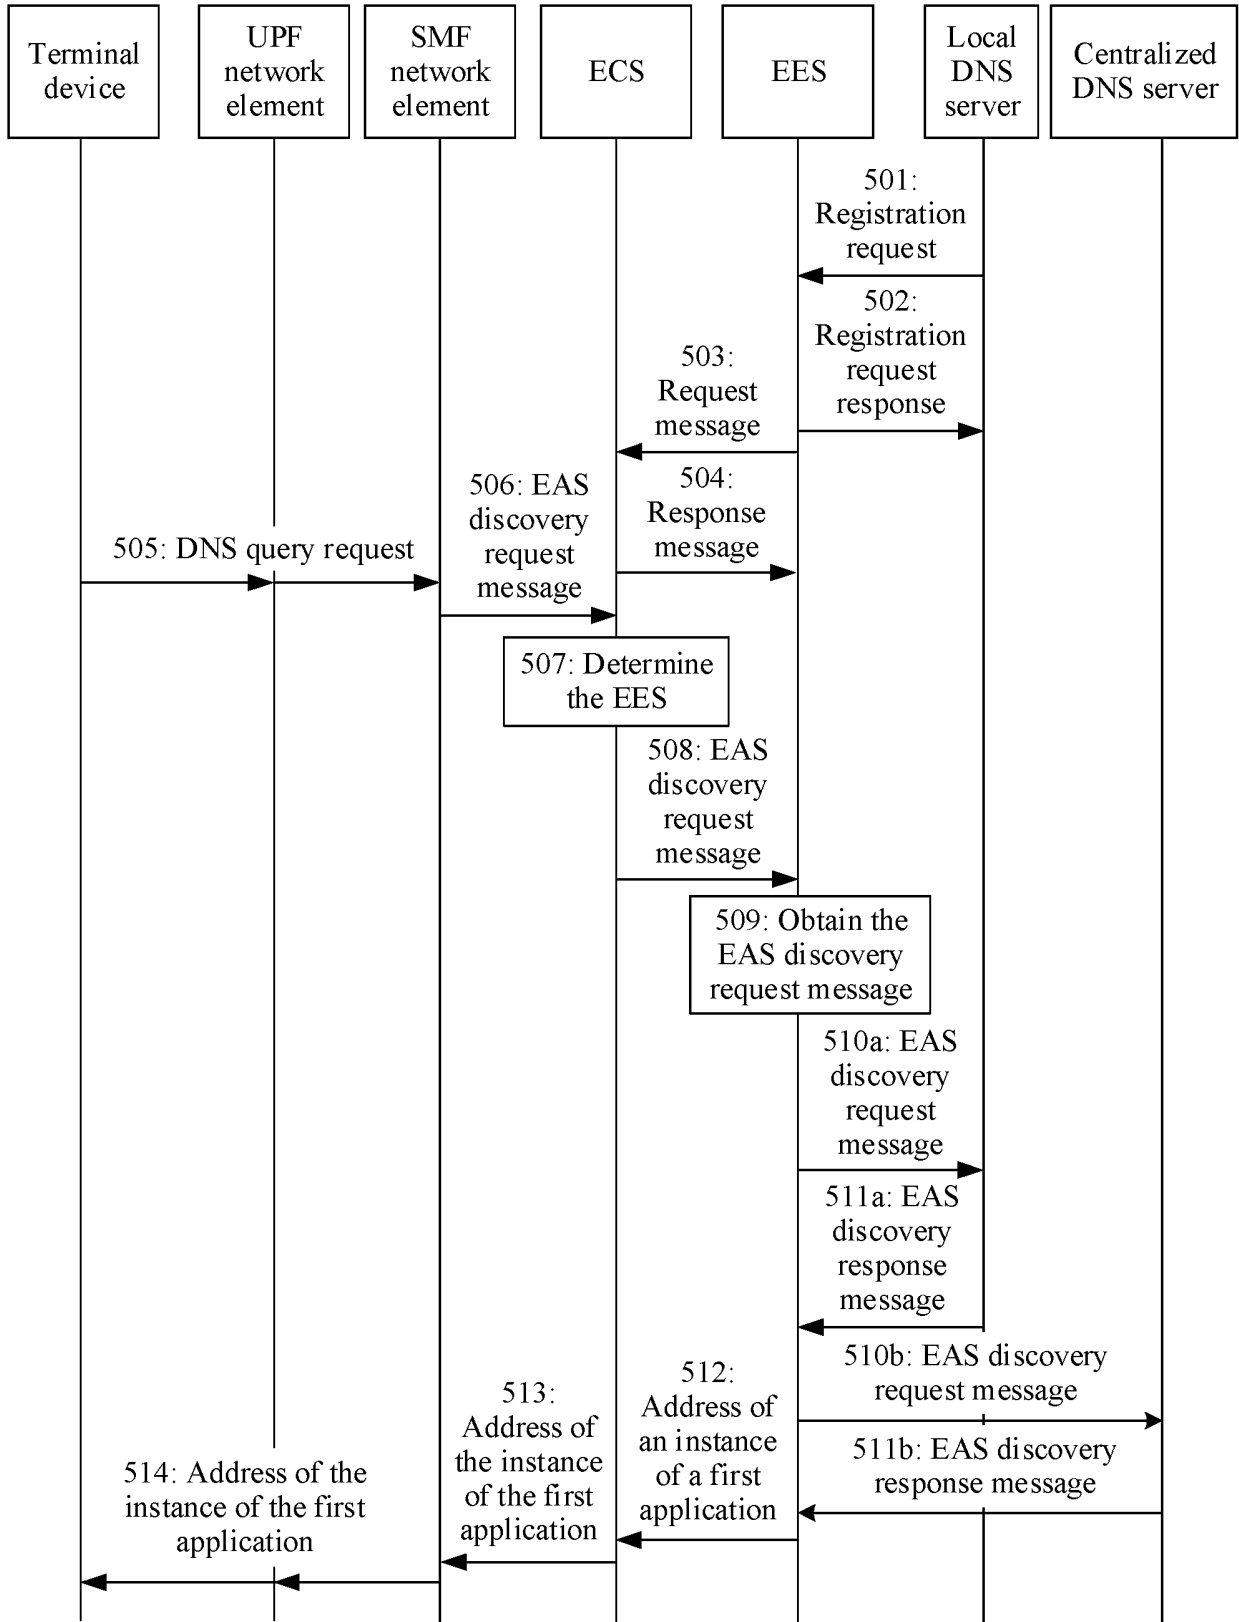 Terminal
device
UPF
network
element
SMF
network
element
ECS
EES
Local
DNS
server
Centralized
DNS server
501:
Registration
request
502:
Registration
request
response
503:
Request
message
504:
Response
message
505: DNS query request
506: EAS
discovery
request
message
507: Determine
the EES
508: EAS
discovery
request
message
509: Obtain the
EAS discovery
request message
510a: EAS
discovery
request
message
511a: EAS
discovery
response
message
510b: EAS discovery
request message
511b: EAS discovery
response message
512:
Address of
an instance
of a first
application
513:
Address of
the instance
of the first
application
514: Address of the
instance of the first
application